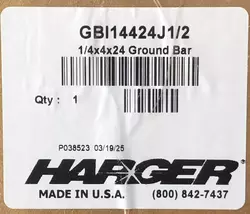 GBI14424J1/2
1/4x4x24 Ground Bar
Qty : 1
P038523 03/19/25
HARGER
MADE IN U.S.A. (800) 842-7437